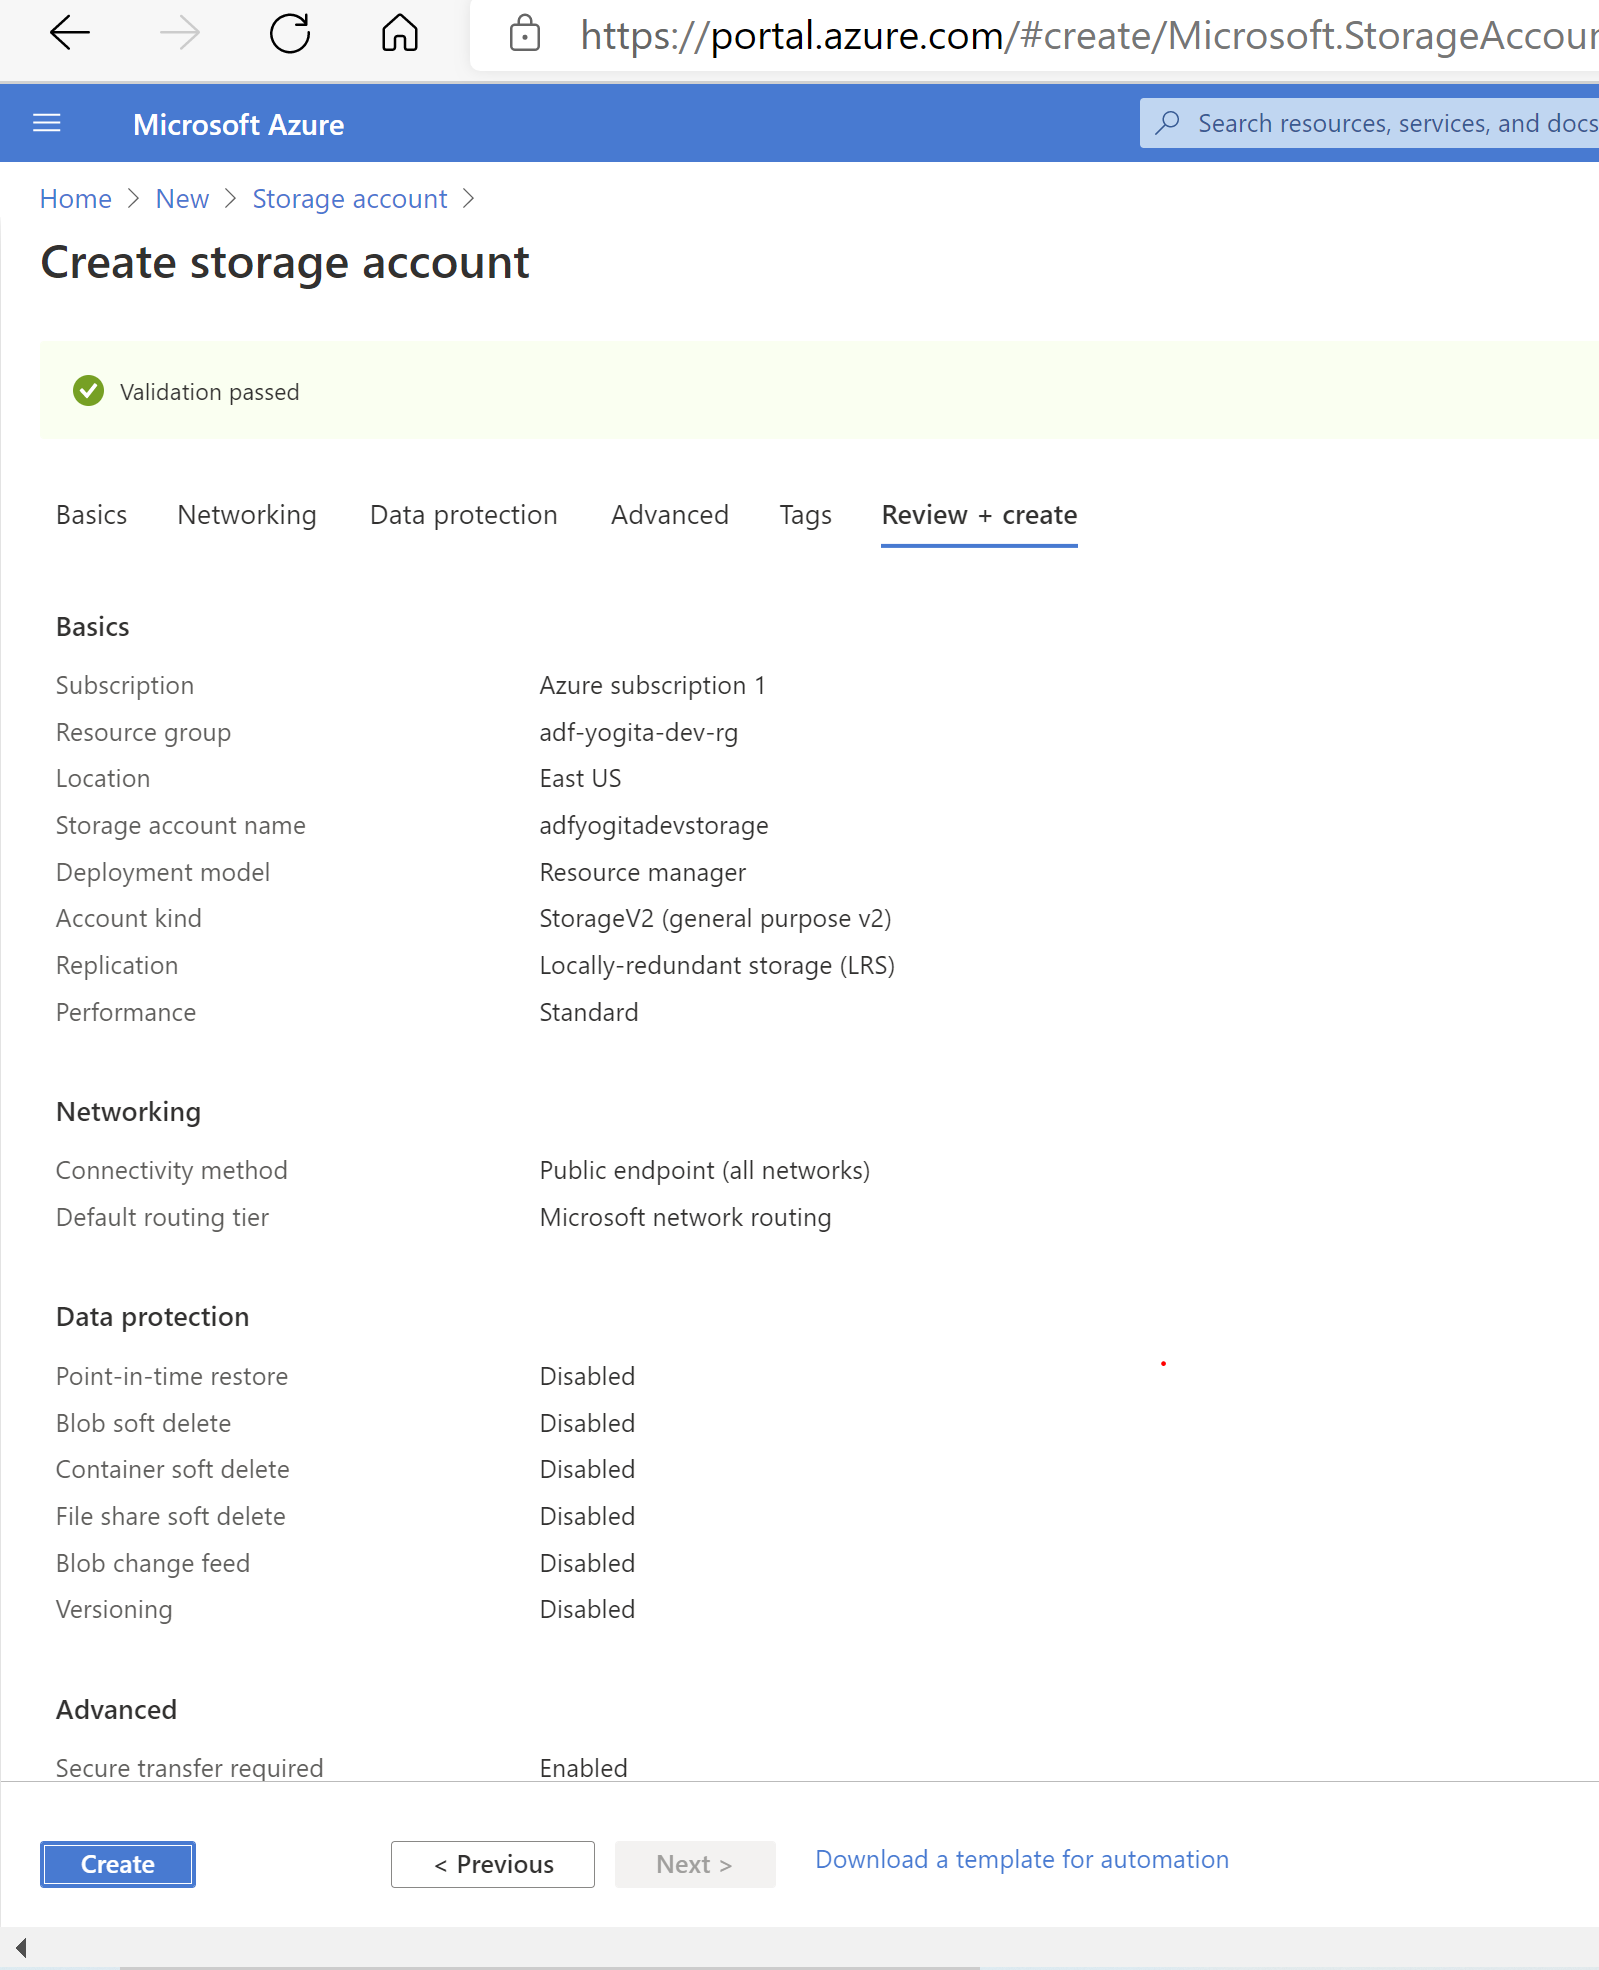 https://portal.azure.com/#create/Microsoft.StorageAccour
Microsoft Azure
Search resources, services, and docs
Home > New > Storage account >
Create storage account
Validation passed
Basics Networking Data protection Advanced Tags Review + create
Basics
Subscription Azure subscription 1
Resource group adf-yogita-dev-rg
Location East US
Storage account name adfyogitadevstorage
Deployment model Resource manager
Account kind StorageV2 (general purpose v2)
Replication Locally-redundant storage (LRS)
Performance Standard
Networking
Connectivity method Public endpoint (all networks)
Default routing tier Microsoft network routing
Data protection
Point-in-time restore Disabled
Blob soft delete Disabled
Container soft delete Disabled
File share soft delete Disabled
Blob change feed Disabled
Versioning Disabled
Advanced
Secure transfer required Enabled
Create < Previous Next > Download a template for automation